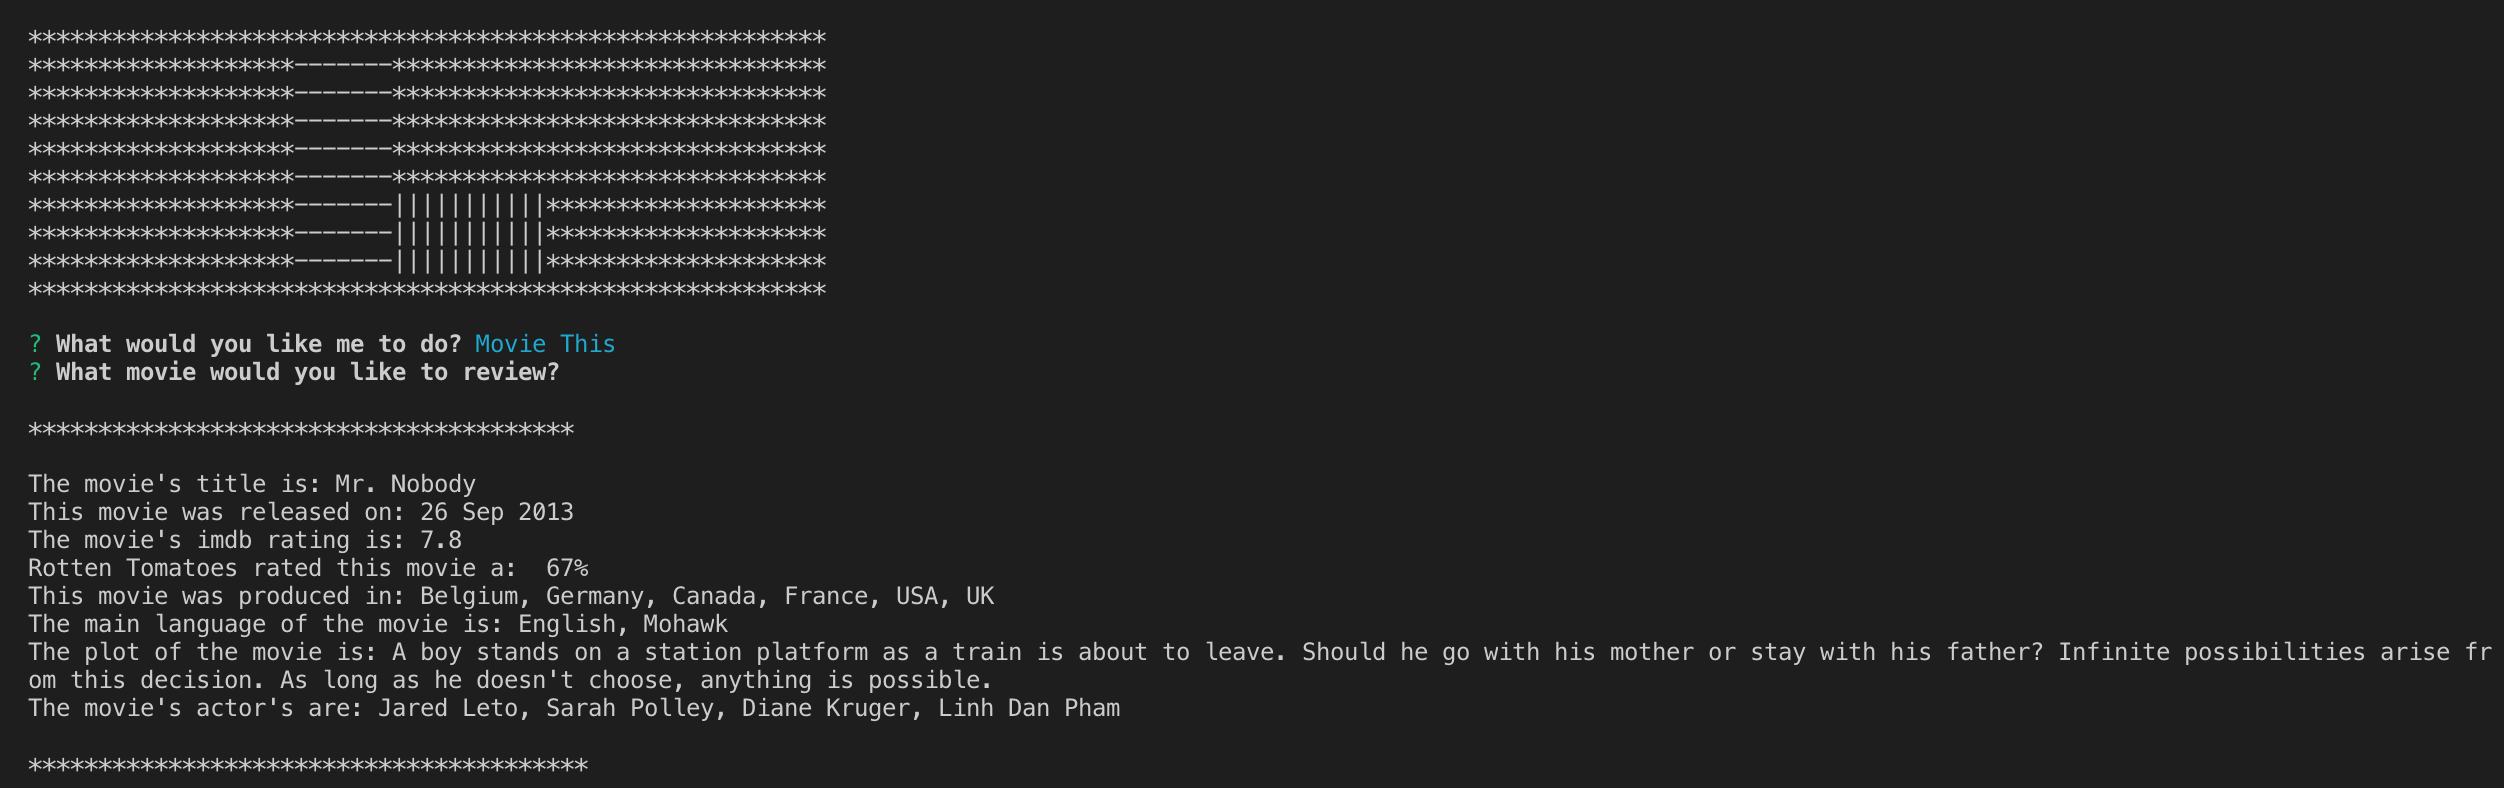 *********************************************************
*******************-------*******************************
*******************-------*******************************
*******************-------*******************************
*******************-------*******************************
*******************-------*******************************
*******************-------|||||||||||********************
*******************-------|||||||||||********************
*******************-------|||||||||||********************
*********************************************************
? What would you like me to do? Movie This
? What movie would you like to review?
***************************************
The movie's title is: Mr. Nobody
This movie was released on: 26 Sep 2013
The movie's imdb rating is: 7.8
Rotten Tomatoes rated this movie a:  67%
This movie was produced in: Belgium, Germany, Canada, France, USA, UK
The main language of the movie is: English, Mohawk
The plot of the movie is: A boy stands on a station platform as a train is about to leave. Should he go with his mother or stay with his father? Infinite possibilities arise fr
om this decision. As long as he doesn't choose, anything is possible.
The movie's actor's are: Jared Leto, Sarah Polley, Diane Kruger, Linh Dan Pham
****************************************